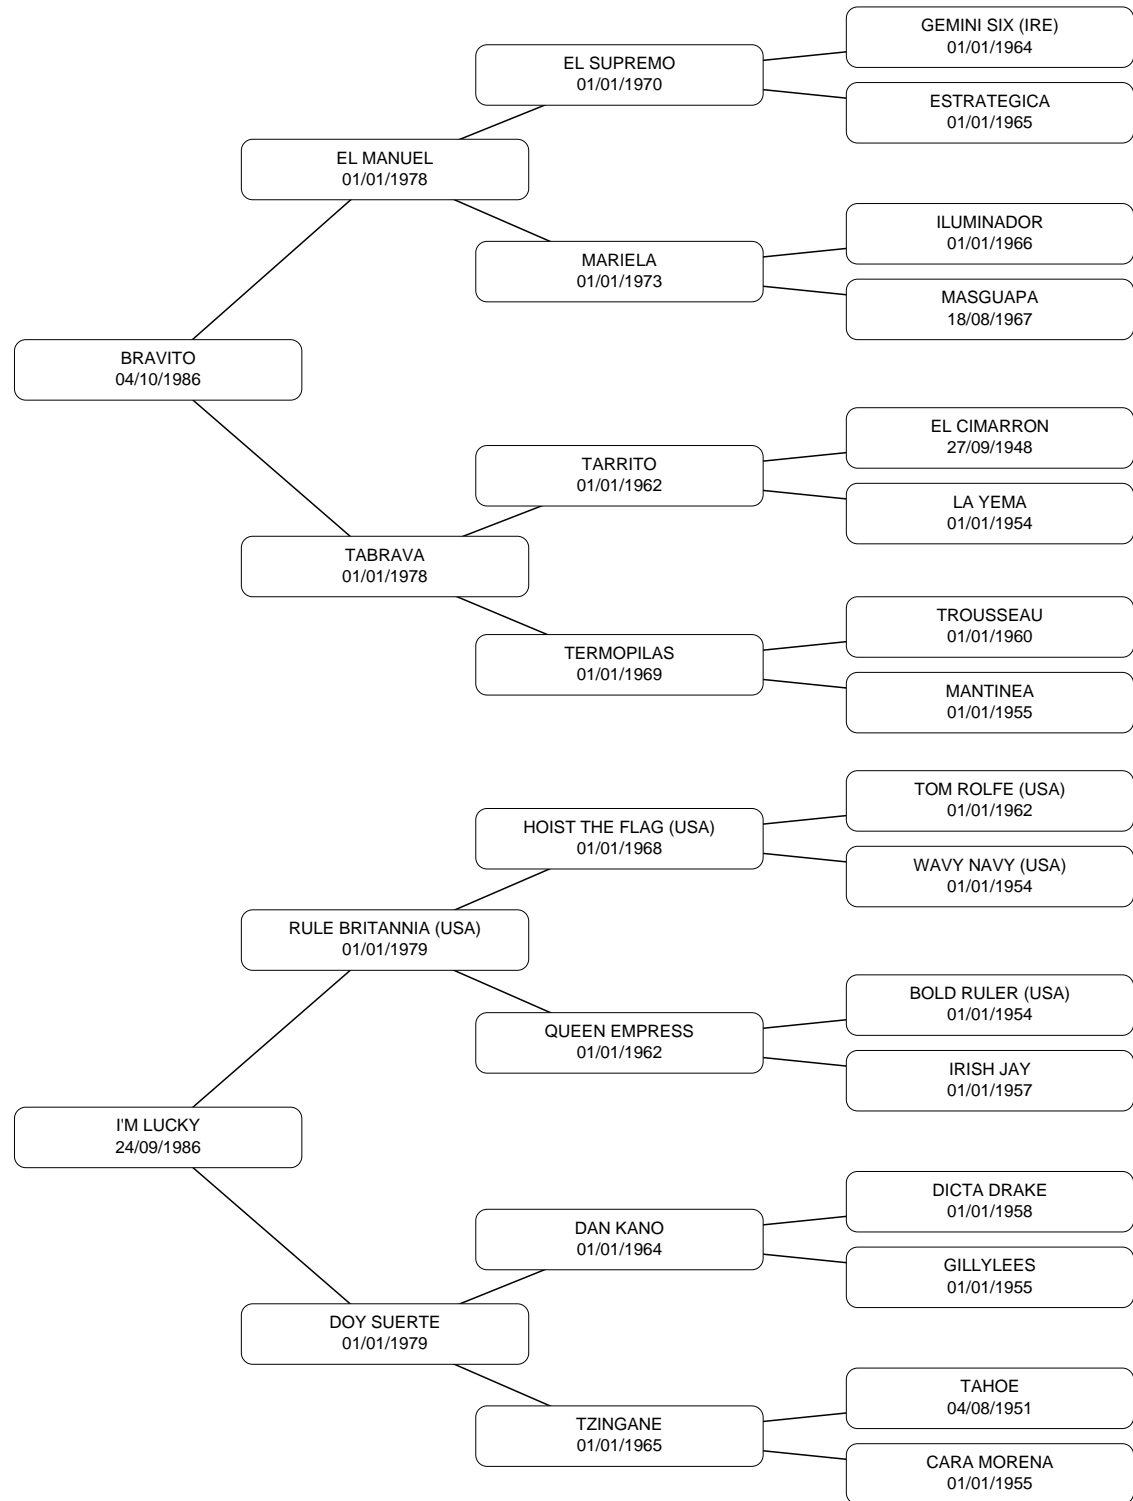 GEMINI SIX (IRE)
01/01/1964
EL SUPREMO
01/01/1970
ESTRATEGICA
01/01/1965
EL MANUEL
01/01/1978
ILUMINADOR
01/01/1966
MARIELA
01/01/1973
MASGUAPA
18/08/1967
BRAVITO
04/10/1986
EL CIMARRON
27/09/1948
TARRITO
01/01/1962
LA YEMA
01/01/1954
TABRAVA
01/01/1978
TROUSSEAU
01/01/1960
TERMOPILAS
01/01/1969
MANTINEA
01/01/1955
TOM ROLFE (USA)
01/01/1962
HOIST THE FLAG (USA)
01/01/1968
WAVY NAVY (USA)
01/01/1954
RULE BRITANNIA (USA)
01/01/1979
BOLD RULER (USA)
01/01/1954
QUEEN EMPRESS
01/01/1962
IRISH JAY
01/01/1957
I'M LUCKY
24/09/1986
DICTA DRAKE
01/01/1958
DAN KANO
01/01/1964
GILLYLEES
01/01/1955
DOY SUERTE
01/01/1979
TAHOE
04/08/1951
TZINGANE
01/01/1965
CARA MORENA
01/01/1955